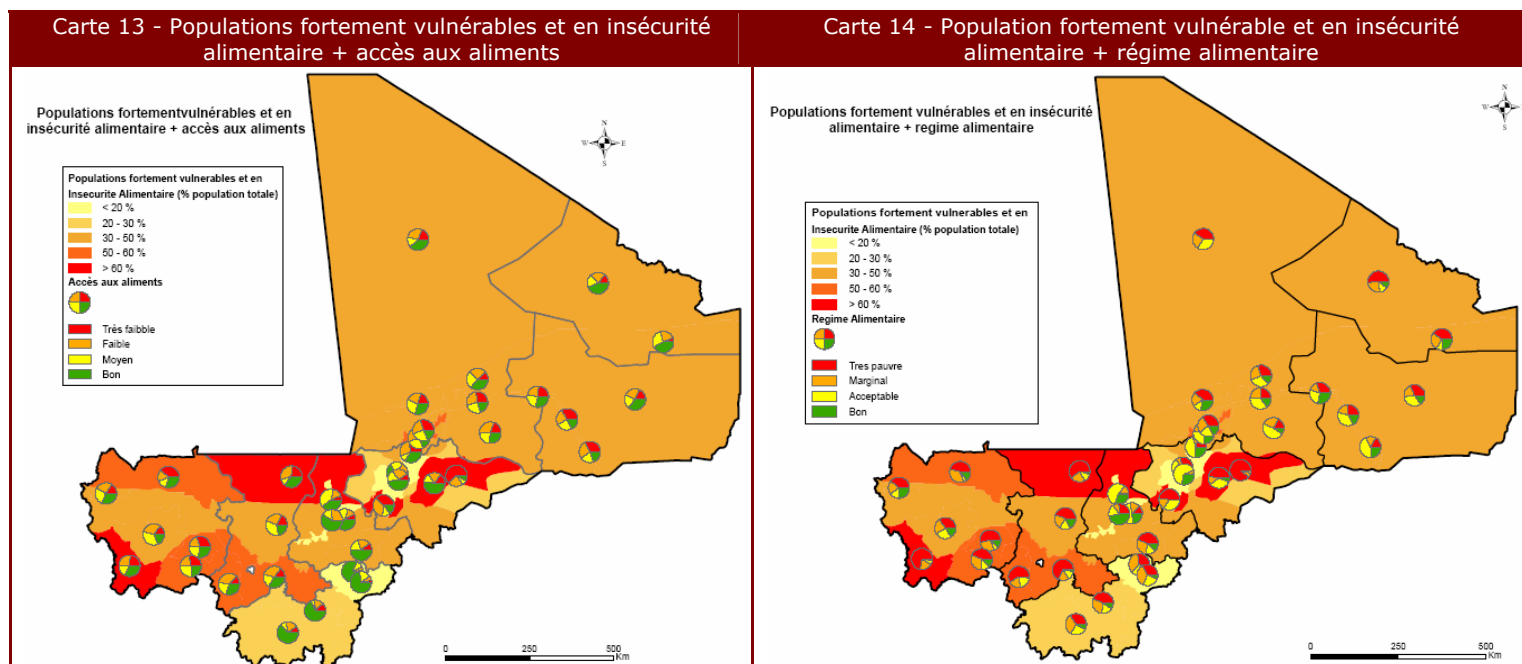 Carte 13 - Populations fortement vulnérables et en insécurité
alimentaire + accès aux aliments
Populations fortementvulnérables et en
insécurité alimentaire + accès aux aliments
N
W
E
S
Populations fortement vulnerables et en
Insecurite Alimentaire (% population totale)
< 20 %
20 - 30 %
30 - 50 %
50 - 60 %
> 60 %
Accès aux aliments
Très faibble
Faible
Moyen
Bon
0 250 500
Km
Carte 14 - Population fortement vulnérable et en insécurité
alimentaire + régime alimentaire
Populations fortement vulnérables et en insécurité
alimentaire + regime alimentaire
N
W
E
S
Populations fortement vulnerables et en
Insecurite Alimentaire (% population totale)
< 20 %
20 - 30 %
30 - 50 %
50 - 60 %
> 60 %
Regime Alimentaire
Tres pauvre
Marginal
Acceptable
Bon
0 250 500
Km